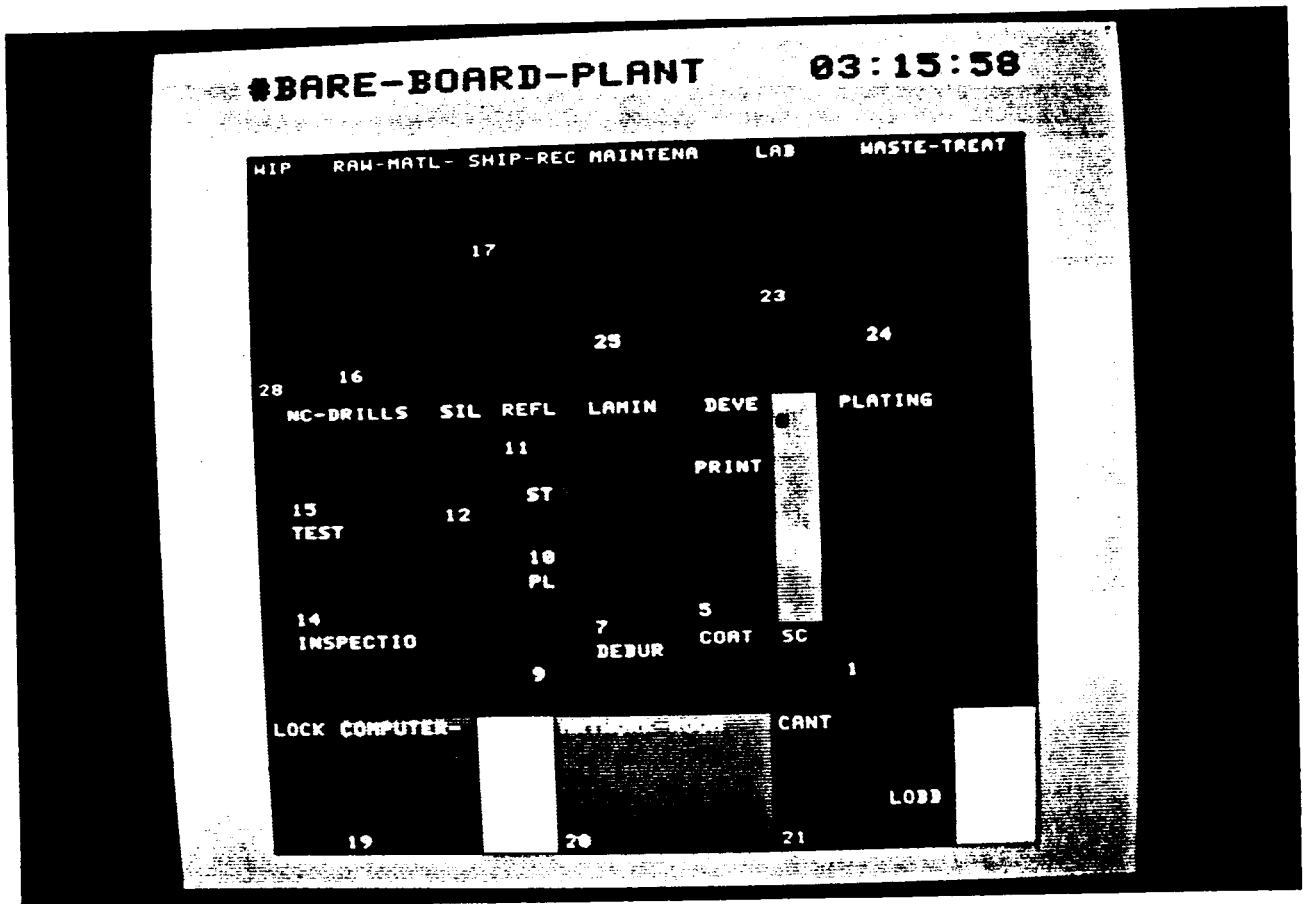 #BARE-BOARD-PLANT 03:15:58
WIP RAW-MATL- SHIP-REC MAINTENA LAB WASTE-TREAT
17
23
25 24
28 16
NC-DRILLS SIL REFL LAMIN DEVE PLATING
11
PRINT
ST
15 12
TEST
10
PL
14 7 5
INSPECTIO DEBUR COAT SC
9 1
LOCK COMPUTER- ARTWORK-ROOM CANT
LOBB
19 20 21